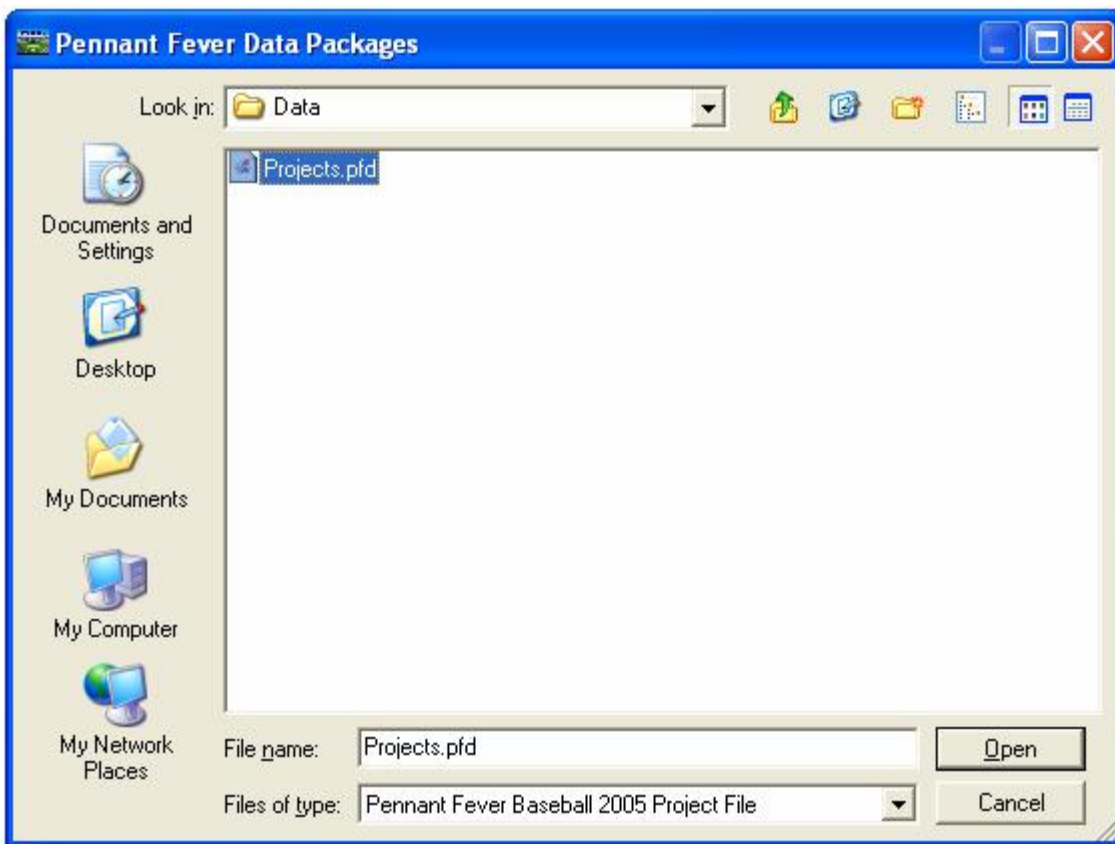 Pennant Fever Data Packages
Look in: Data
Projects.pfd
Documents and
Settings
Desktop
My Documents
My Computer
My Network
Places
File name: Projects.pfd
Open
Files of type: Pennant Fever Baseball 2005 Project File
Cancel